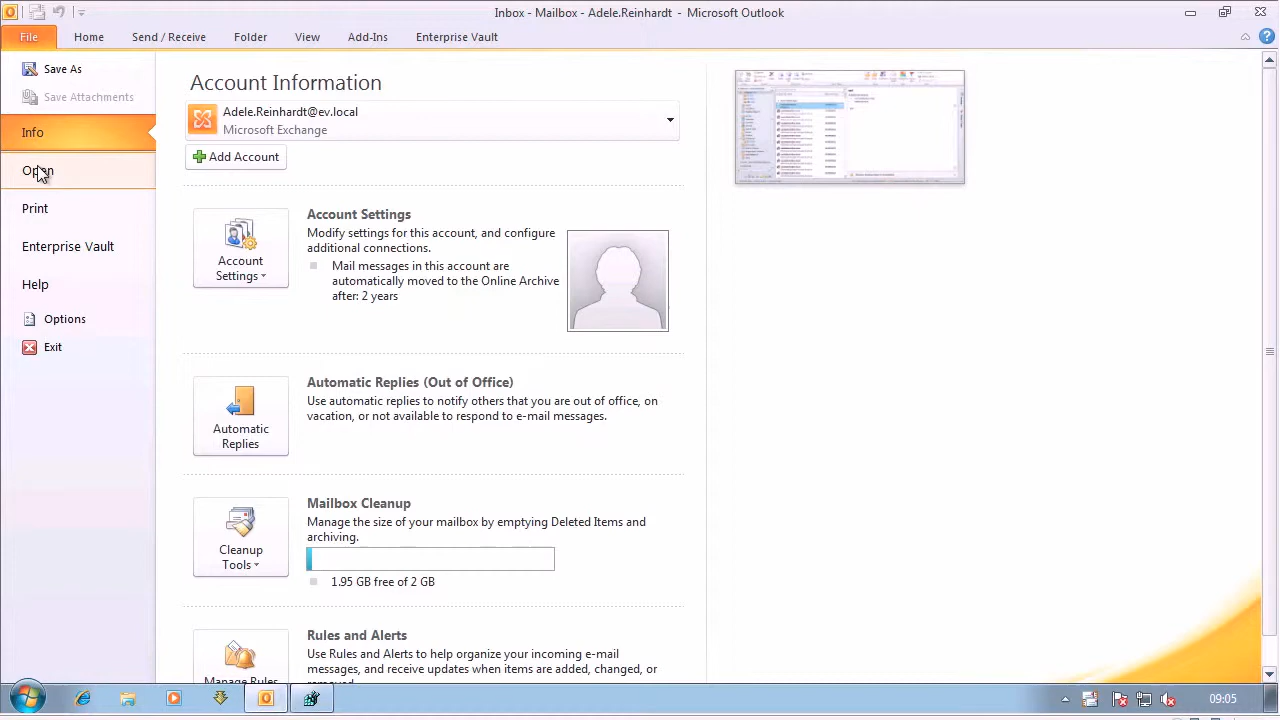 Inbox - Mailbox - Adele.Reinhardt - Microsoft Outlook
File Home Send / Receive Folder View Add-Ins Enterprise Vault
Save As
Info
Print
Enterprise Vault
Help
Options
Exit
Account Information
Adele Reinhardt
Microsoft Exchange
Add Account
Account Settings
Account Settings
Modify settings for this account, and configure
additional connections.
Mail messages in this account are
automatically moved to the Online Archive
after: 2 years
Automatic Replies
Automatic Replies (Out of Office)
Use automatic replies to notify others that you are out of office, on
vacation, or not available to respond to e-mail messages.
Cleanup Tools
Mailbox Cleanup
Manage the size of your mailbox by emptying Deleted Items and
archiving.
1.95 GB free of 2 GB
Manage Rules
Rules and Alerts
Use Rules and Alerts to help organize your incoming e-mail
messages, and receive updates when items are added, changed, or
removed.
09:05